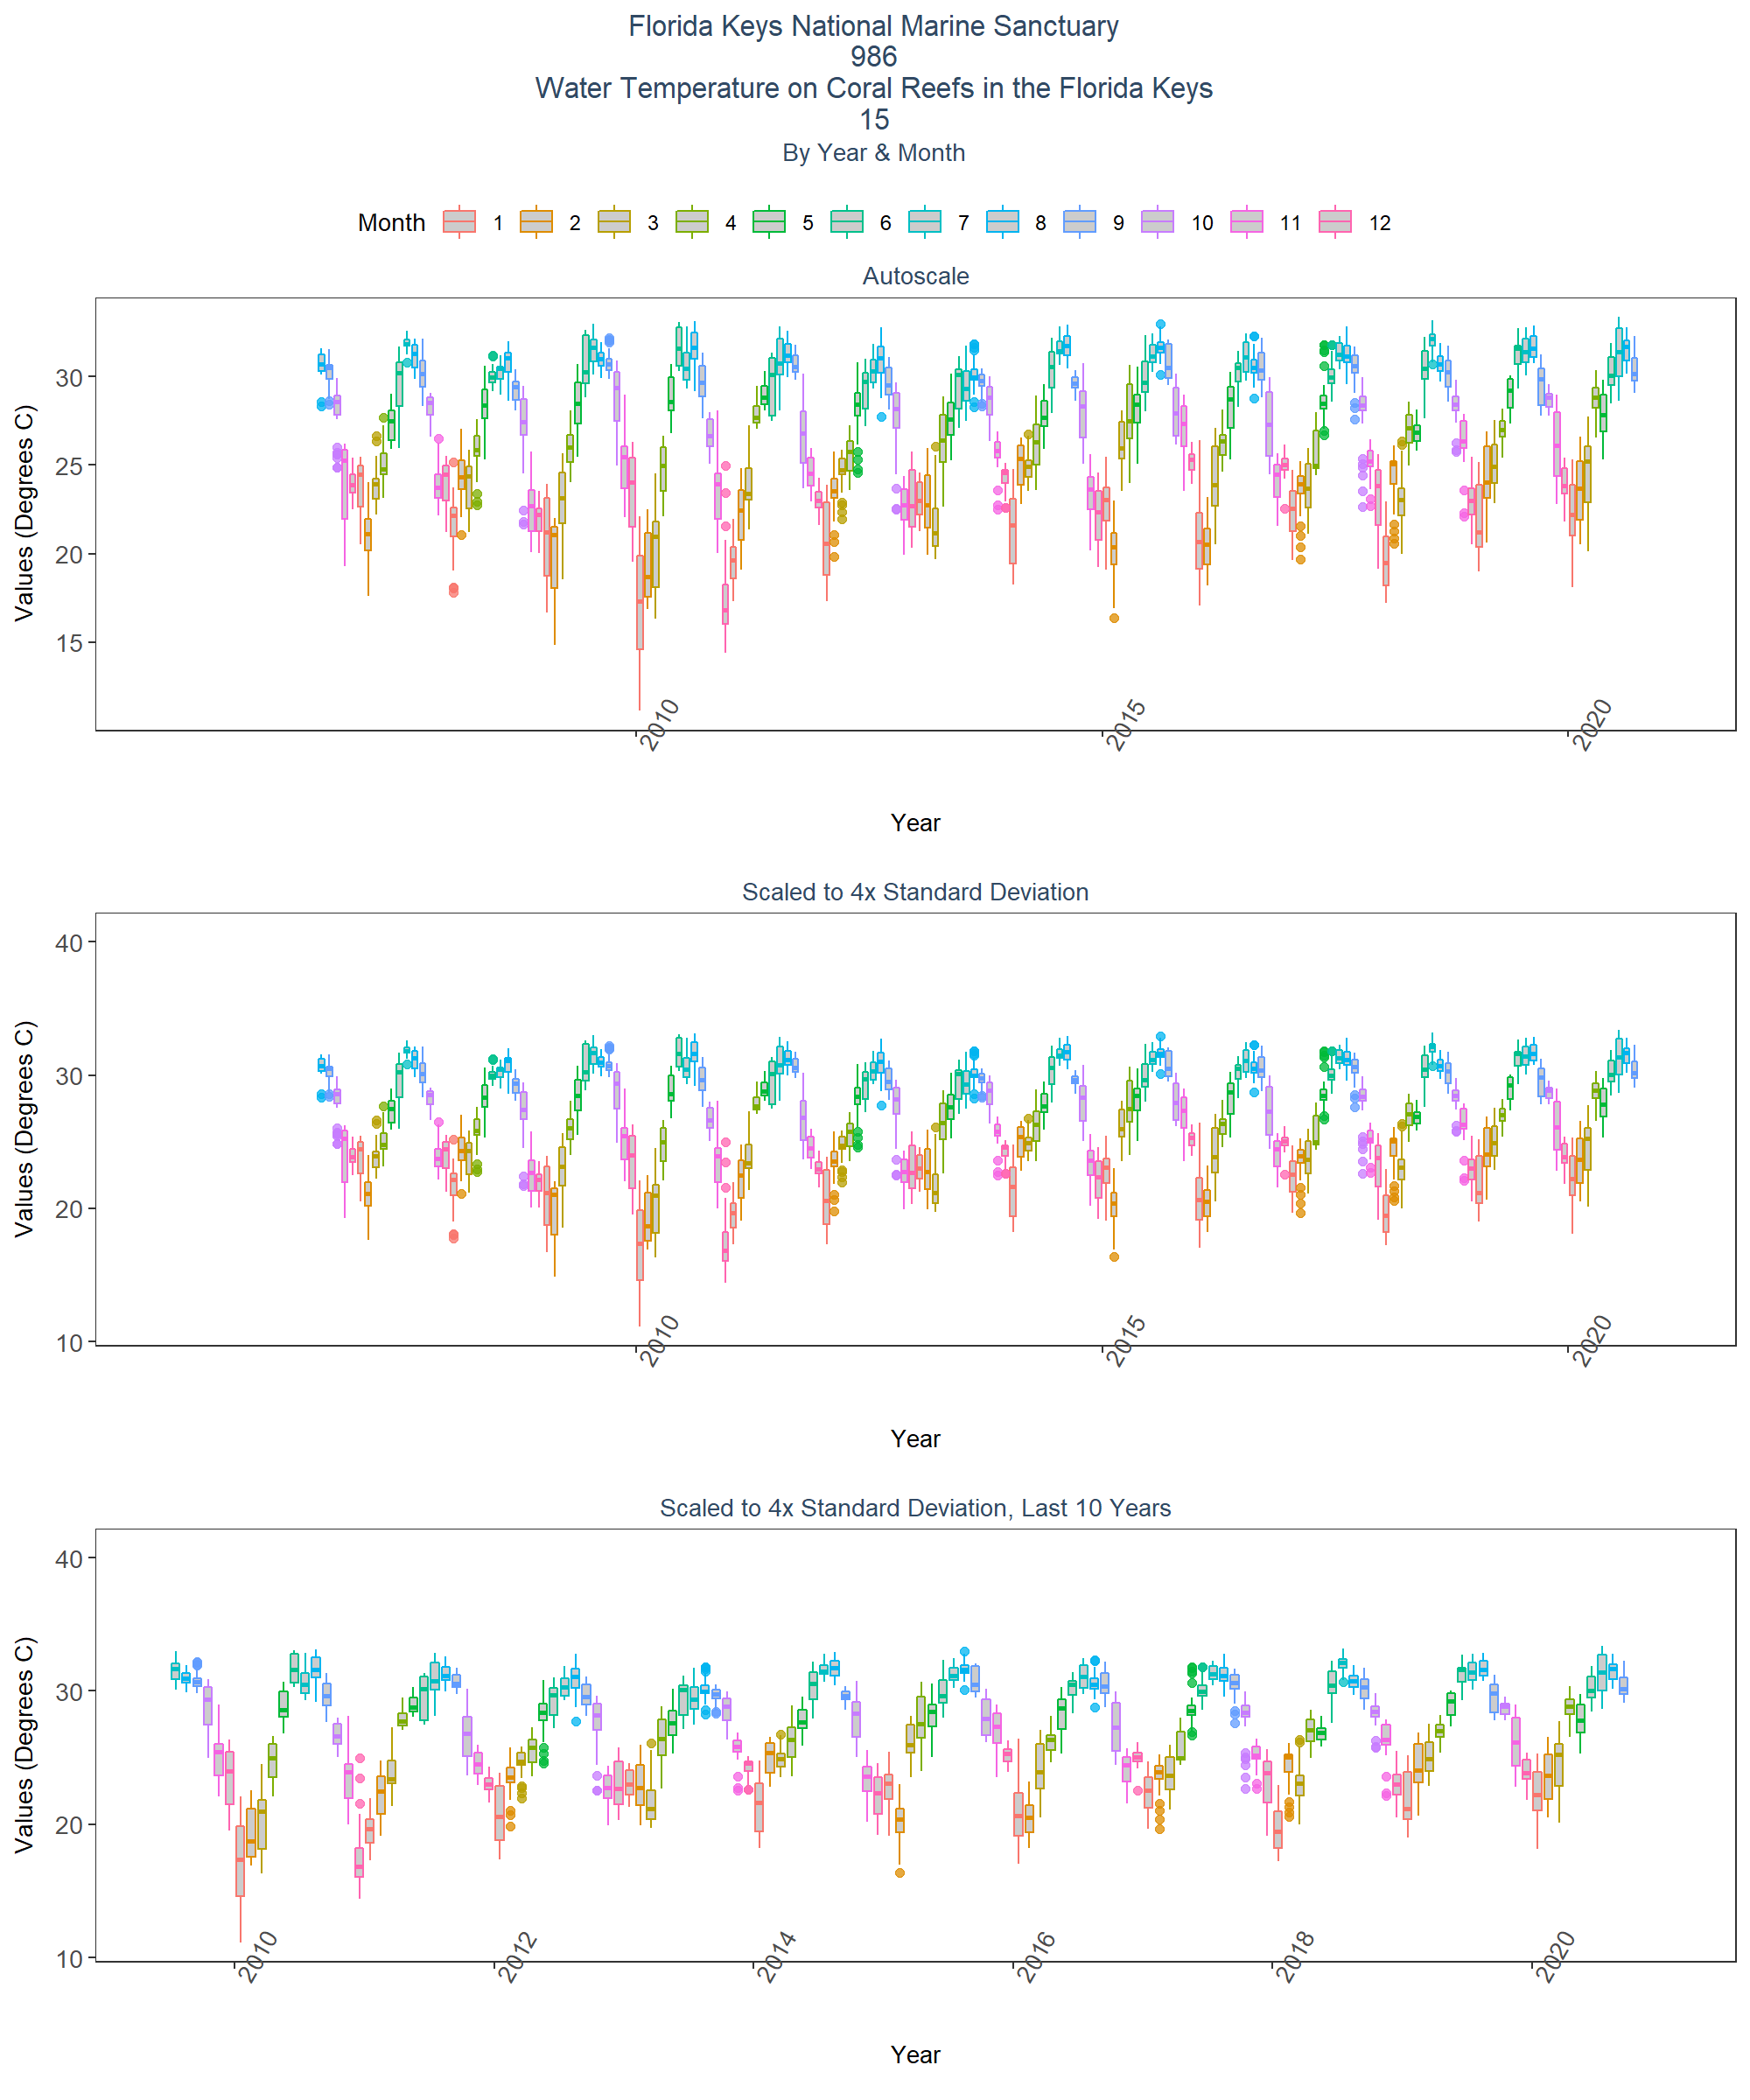 Florida Keys National Marine Sanctuary
986
Water Temperature on Coral Reefs in the Florida Keys
15
By Year & Month
Month 1 2 3 4 5 6 7 8 9 10 11 12
Autoscale
Values (Degrees C)
30
25
20
15
2010 2015 2020
Year
Scaled to 4x Standard Deviation
Values (Degrees C)
40
30
20
10
2010 2015 2020
Year
Scaled to 4x Standard Deviation, Last 10 Years
Values (Degrees C)
40
30
20
10
2010 2012 2014 2016 2018 2020
Year